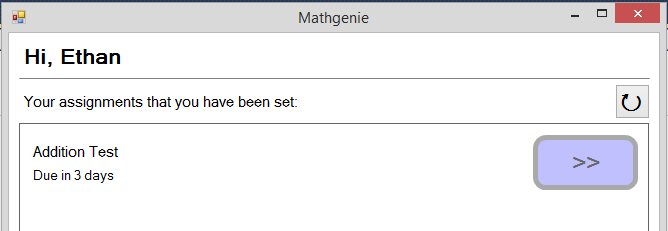 Mathgenie
Hi, Ethan
Your assignments that you have been set:
Addition Test
Due in 3 days
>>